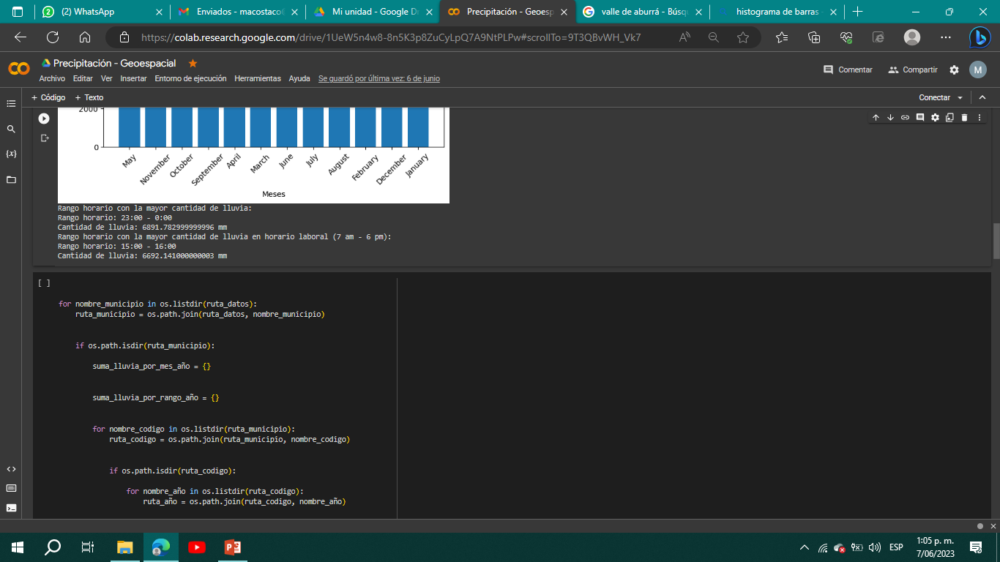 (2) WhatsApp
Enviados - macostaco
Mi unidad - Google D
Precipitación - Geoesp
valle de aburrá - Búsq
histograma de barras -
https://colab.research.google.com/drive/1UeW5n4w8-8n5K3p8ZuCyLpQ7A9NtPLPw#scrollTo=9T3QBvWH_Vk7
Precipitación - Geoespacial
Archivo Editar Ver Insertar Entorno de ejecución Herramientas Ayuda Se guardó por última vez: 6 de junio
Comentar Compartir M
+ Código + Texto
Conectar
2000
0
May November October September April March June July August February December January
Meses
Rango horario con la mayor cantidad de lluvia:
Rango horario: 23:00 - 0:00
Cantidad de lluvia: 6891.782999999996 mm
Rango horario con la mayor cantidad de lluvia en horario laboral (7 am - 6 pm):
Rango horario: 15:00 - 16:00
Cantidad de lluvia: 6692.141000000003 mm
[ ]
for nombre_municipio in os.listdir(ruta_datos):
ruta_municipio = os.path.join(ruta_datos, nombre_municipio)
if os.path.isdir(ruta_municipio):
suma_lluvia_por_mes_año = {}
suma_lluvia_por_rango_año = {}
for nombre_codigo in os.listdir(ruta_municipio):
ruta_codigo = os.path.join(ruta_municipio, nombre_codigo)
if os.path.isdir(ruta_codigo):
for nombre_año in os.listdir(ruta_codigo):
ruta_año = os.path.join(ruta_codigo, nombre_año)
{x}
ESP
1:05 p. m.
7/06/2023